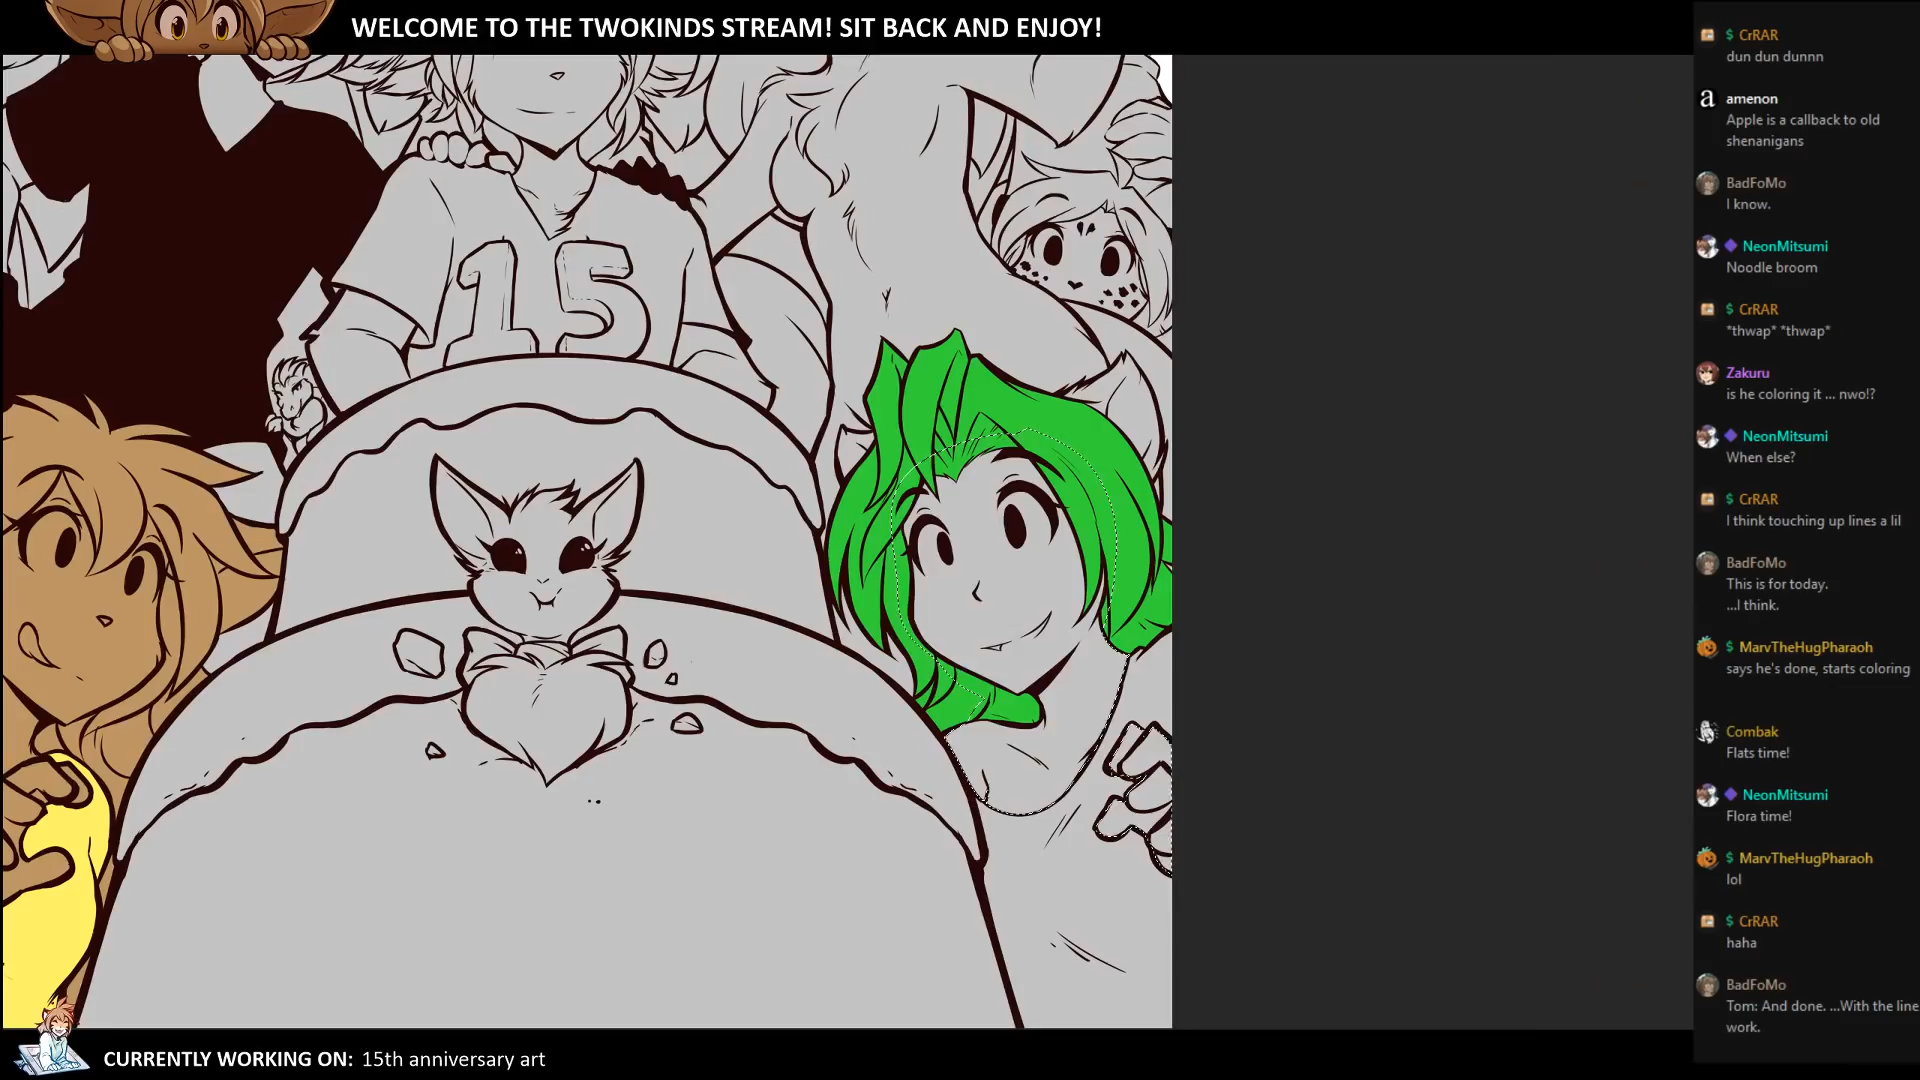 WELCOME TO THE TWOKINDS STREAM! SIT BACK AND ENJOY!
15
$ CrRAR
dun dun dunnn
a amenon
Apple is a callback to old
shenanigans
BadFoMo
I know.
NeonMitsumi
Noodle broom
$ CrRAR
*thwap* *thwap*
Zakuru
is he coloring it ... nwo!?
NeonMitsumi
When else?
$ CrRAR
I think touching up lines a lil
BadFoMo
This is for today.
...I think.
$ MarvTheHugPharaoh
says he's done, starts coloring
Combak
Flats time!
NeonMitsumi
Flora time!
$ MarvTheHugPharaoh
lol
$ CrRAR
haha
BadFoMo
Tom: And done. ...With the line
work.
CURRENTLY WORKING ON: 15th anniversary art